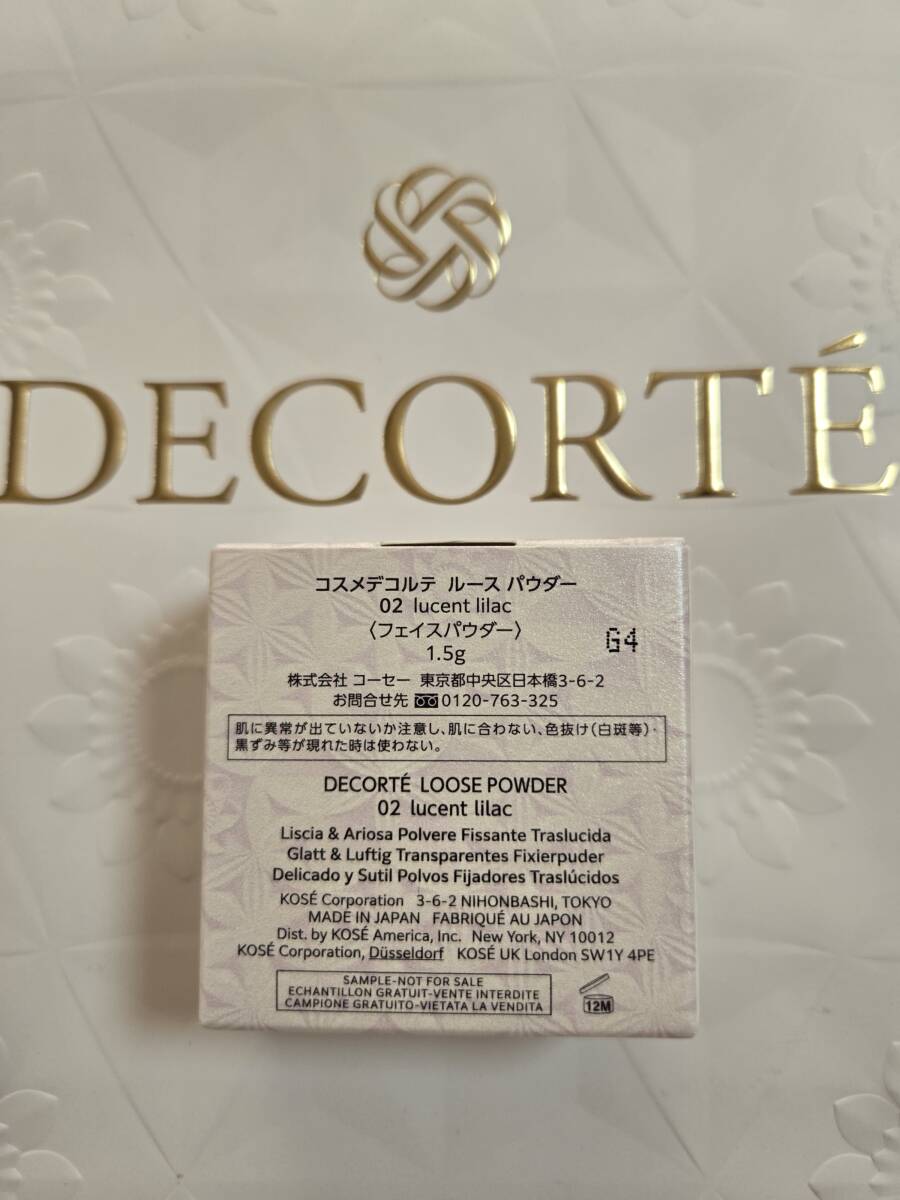 DECORTÉ
コスメデコルテ ルース パウダー
02 lucent lilac
〈フェイスパウダー〉
1.5g
G4
株式会社 コーセー 東京都中央区日本橋3-6-2
お問合せ先 0120-763-325
肌に異常が出ていないか注意し、肌に合わない、色抜け(白斑等)・
黒ずみ等が現れた時は使わない。
DECORTÉ LOOSE POWDER
02 lucent lilac
Liscia & Ariosa Polvere Fissante Traslucida
Glatt & Luftig Transparentes Fixierpuder
Delicado y Sutil Polvos Fijadores Traslúcidos
KOSÉ Corporation 3-6-2 NIHONBASHI, TOKYO
MADE IN JAPAN FABRIQUÉ AU JAPON
Dist. by KOSÉ America, Inc. New York, NY 10012
KOSÉ Corporation, Düsseldorf KOSÉ UK London SW1Y 4PE
SAMPLE-NOT FOR SALE
ECHANTILLON GRATUIT-VENTE INTERDITE
CAMPIONE GRATUITO-VIETATA LA VENDITA
12M